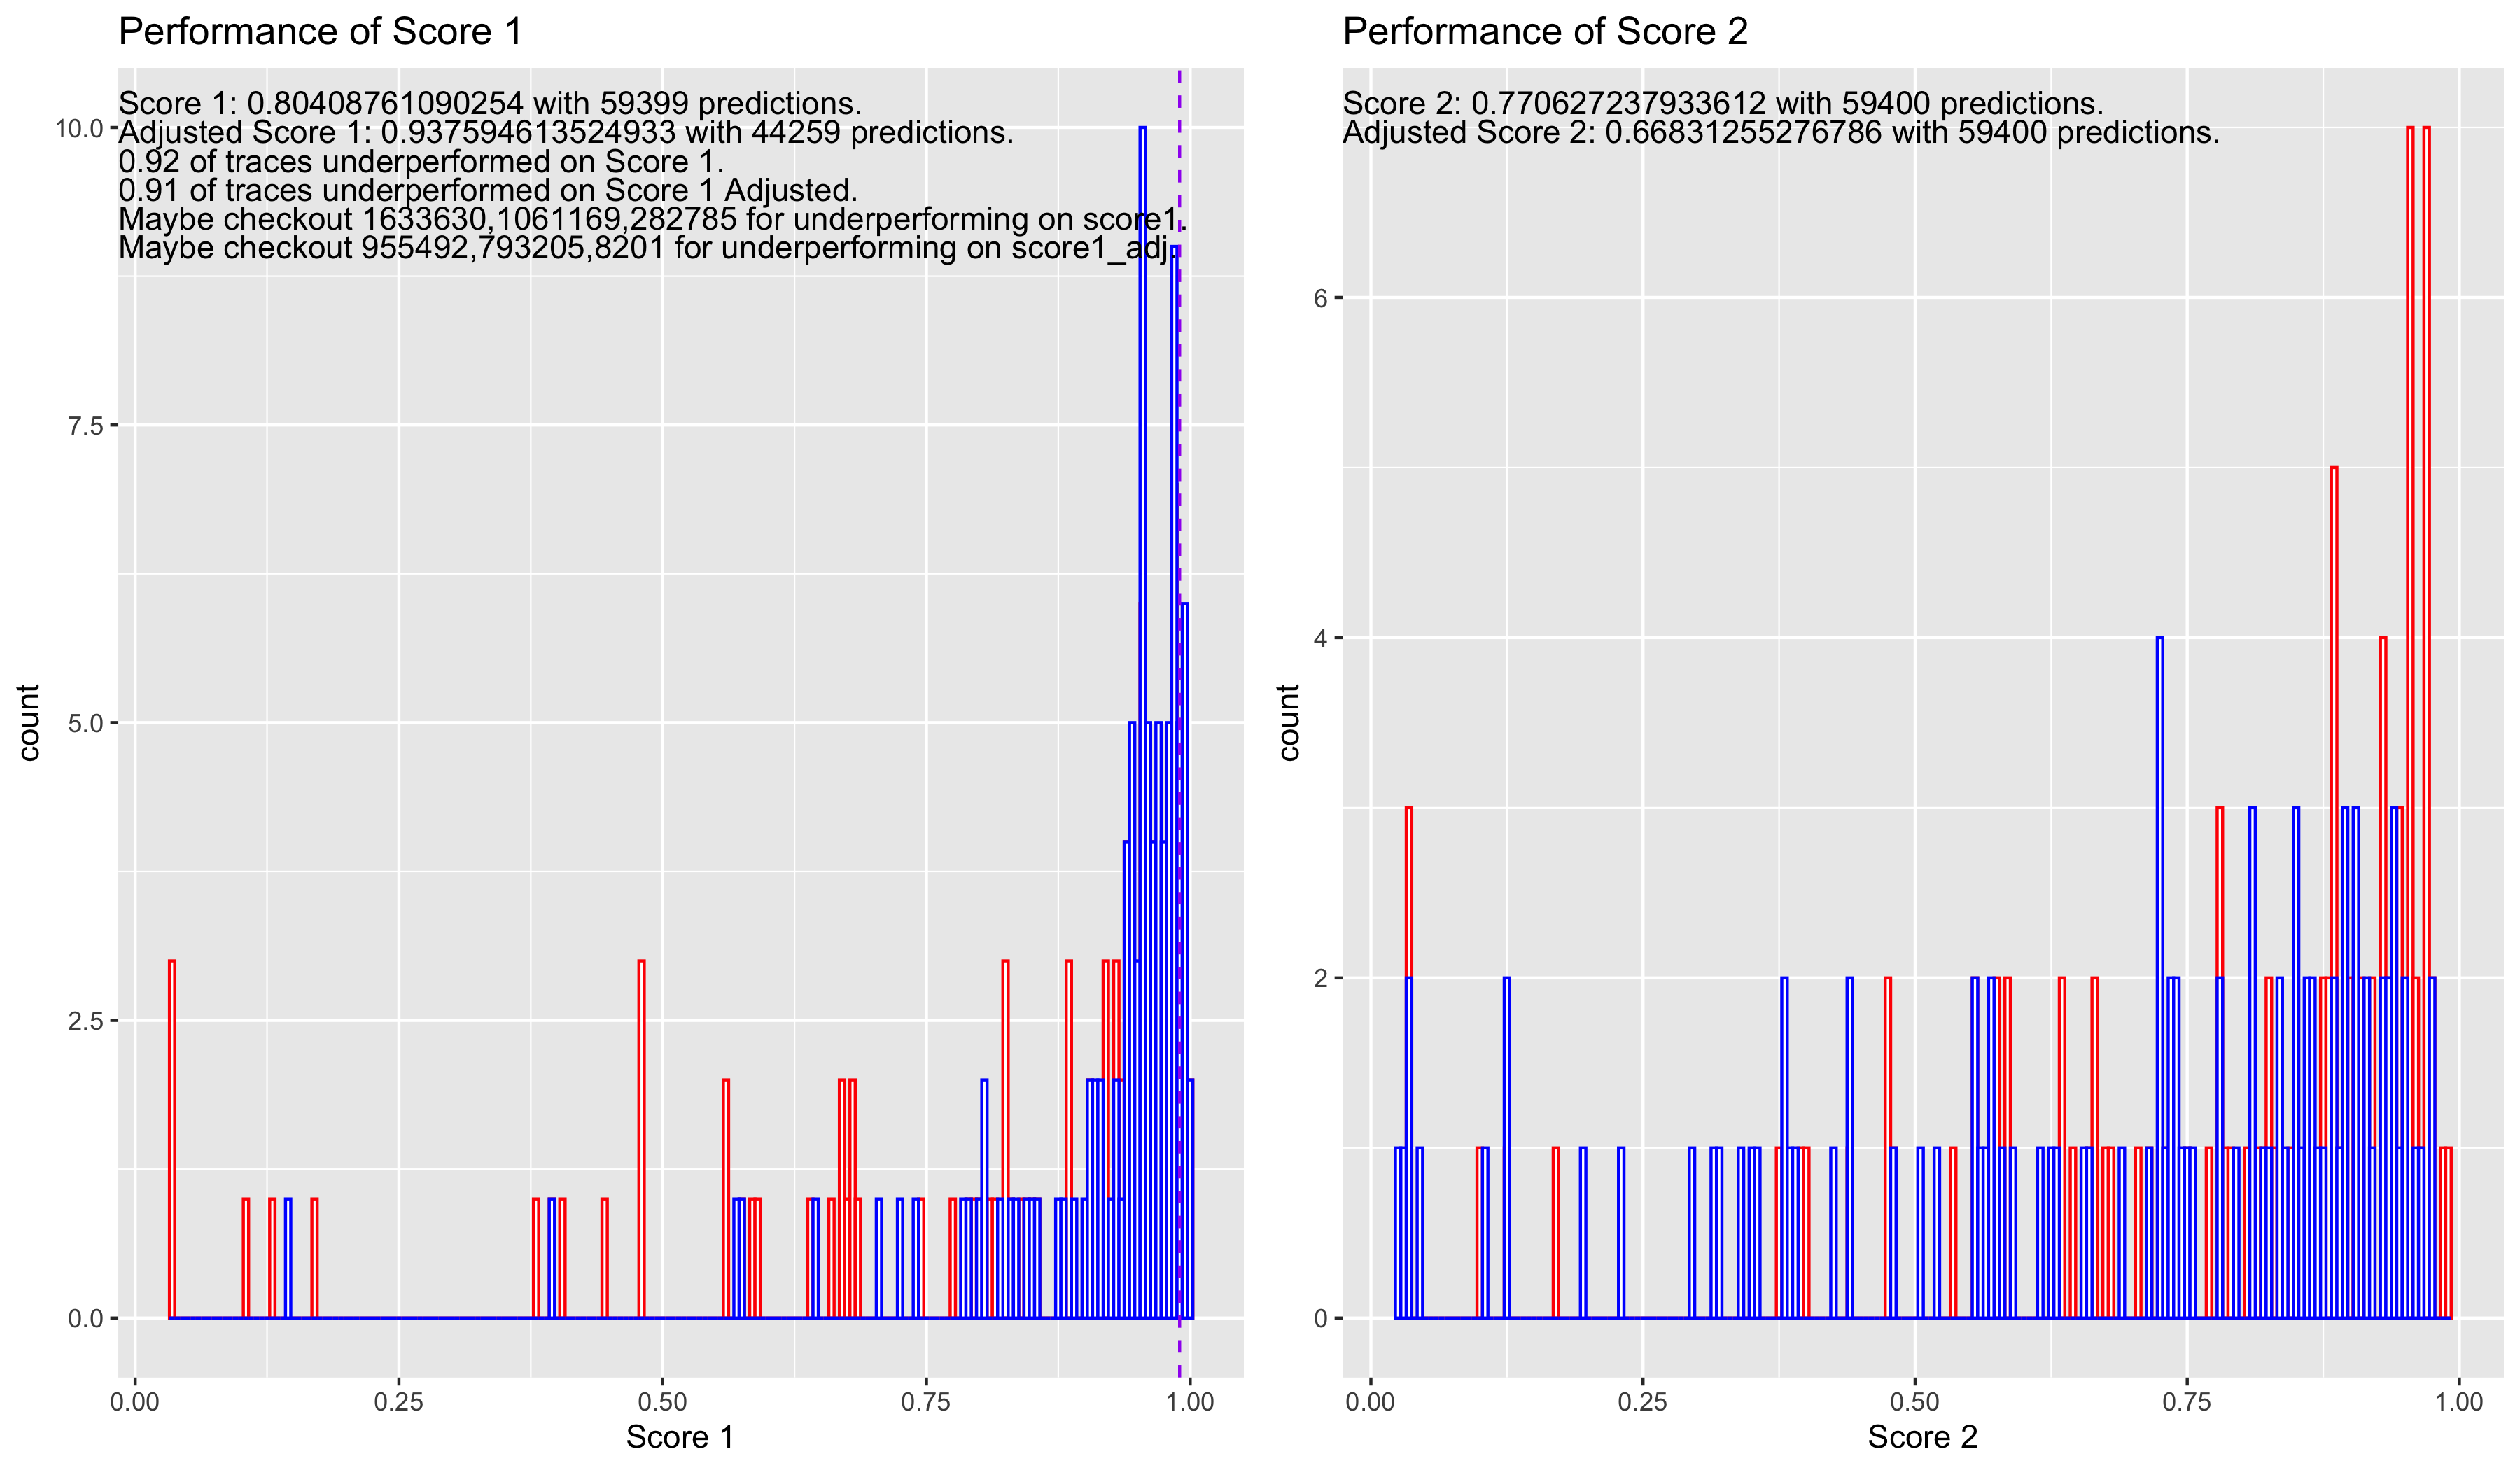 Performance of Score 1
Score 1: 0.80408761090254 with 59399 predictions.
Adjusted Score 1: 0.937594613524933 with 44259 predictions.
0.92 of traces underperformed on Score 1.
0.91 of traces underperformed on Score 1 Adjusted.
Maybe checkout 1633630,1061169,282785 for underperforming on score1.
Maybe checkout 955492,793205,8201 for underperforming on score1_adj.
10.0
7.5
5.0
2.5
0.0
count
0.00 0.25 0.50 0.75 1.00
Score 1
Performance of Score 2
Score 2: 0.770627237933612 with 59400 predictions.
Adjusted Score 2: 0.66831255276786 with 59400 predictions.
6
4
2
0
count
0.00 0.25 0.50 0.75 1.00
Score 2